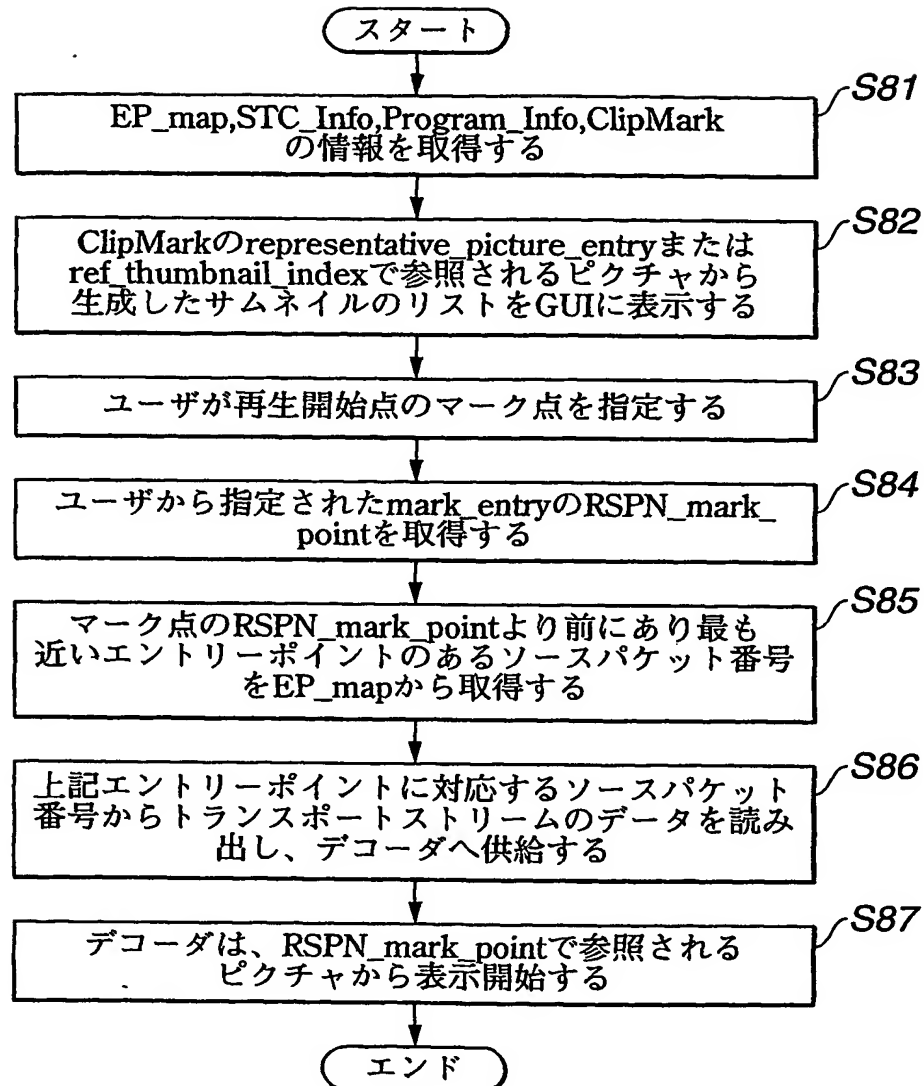 スタート
S81
EP_map,STC_Info,Program_Info,ClipMark
の情報を取得する
S82
ClipMarkのrepresentative_picture_entryまたは
ref_thumbnail_indexで参照されるピクチャから
生成したサムネイルのリストをGUIに表示する
S83
ユーザが再生開始点のマーク点を指定する
S84
ユーザから指定されたmark_entryのRSPN_mark_
pointを取得する
S85
マーク点のRSPN_mark_pointより前にあり最も
近いエントリーポイントのあるソースパケット番号
をEP_mapから取得する
S86
上記エントリーポイントに対応するソースパケット
番号からトランスポートストリームのデータを読み
出し、デコーダへ供給する
S87
デコーダは、RSPN_mark_pointで参照される
ピクチャから表示開始する
エンド